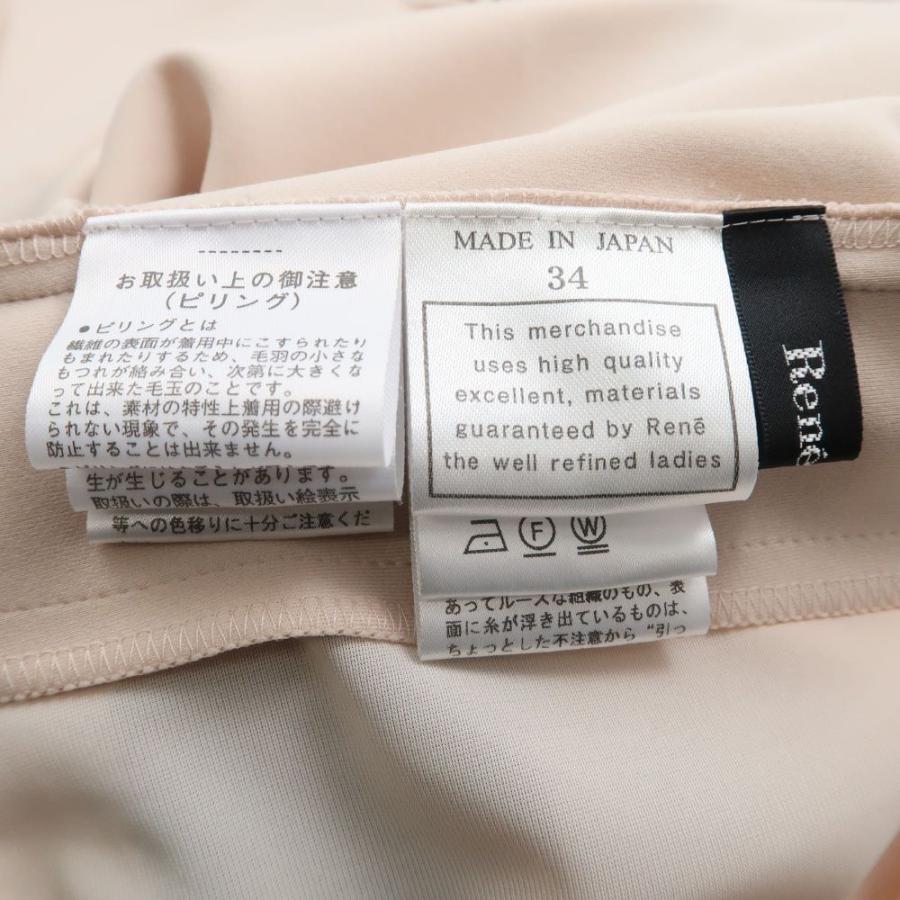 --------
お取扱い上の御注意
(ピリング)
●ピリングとは
繊維の表面が着用中にこすられたり
もまれたりするため、毛羽の小さな
もつれが絡み合い、次第に大きくな
って出来た毛玉のことです。
これは、素材の特性上着用の際避け
られない現象で、その発生を完全に
防止することは出来ません。
生が生じることがあります。
取扱いの際は、取扱い絵表示
等への色移りに十分ご注意くだ
MADE IN JAPAN
34
This merchandise
uses high quality
excellent, materials
guaranteed by René
the well refined ladies
F W
あってルーズな組織のもの、表
面に糸が浮き出ているものは、
ちょっとした不注意から“引っ
René